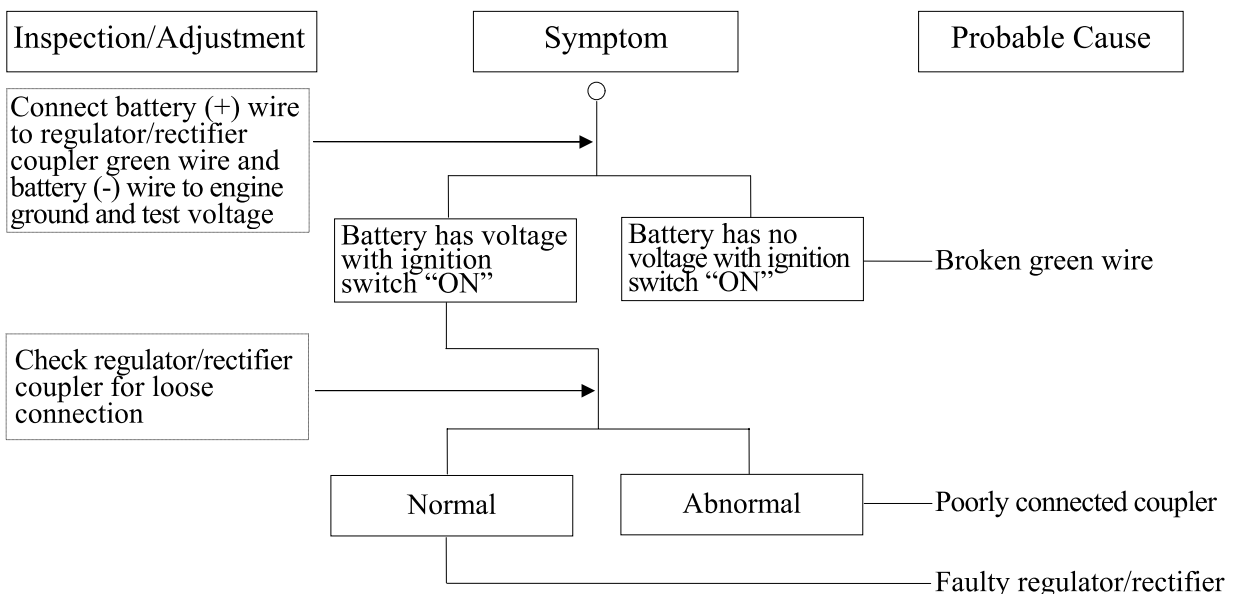 Inspection/Adjustment
Symptom
Probable Cause
Connect battery (+) wire
to regulator/rectifier
coupler green wire and
battery (-) wire to engine
ground and test voltage
Battery has voltage
with ignition
switch “ON”
Battery has no
voltage with ignition
switch “ON”
Broken green wire
Check regulator/rectifier
coupler for loose
connection
Normal
Abnormal
Poorly connected coupler
Faulty regulator/rectifier